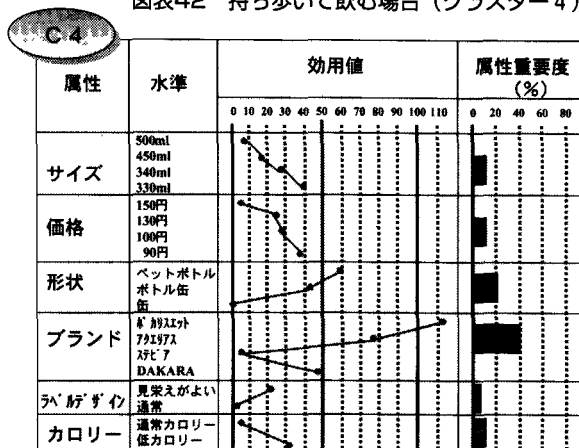 図表42 持ち歩いて飲む場合(クラスター4)
C4
属性 水準 効用値 属性重要度
(%)
0 10 20 30 40 50 60 70 80 90 100 110 0 20 40 60 80
サイズ
500ml
450ml
340ml
330ml
価格
150円
130円
100円
90円
形状
ペットボトル
ボトル缶
缶
ブランド
ポカリスエット
アクエリアス
ステビア
DAKARA
ラベルデザイン
見栄えがよい
通常
カロリー
通常カロリー
低カロリー